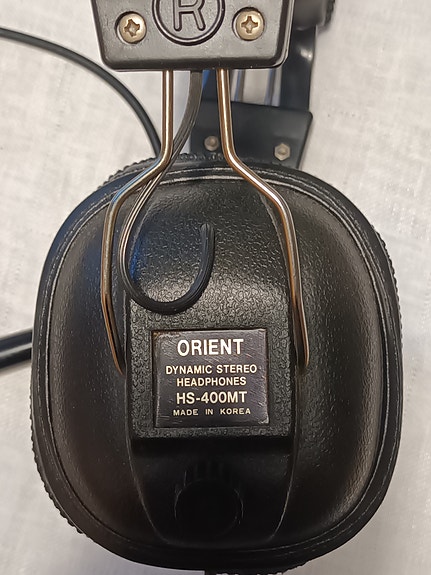 R
ORIENT
DYNAMIC STEREO
HEADPHONES
HS-400MT
MADE IN KOREA